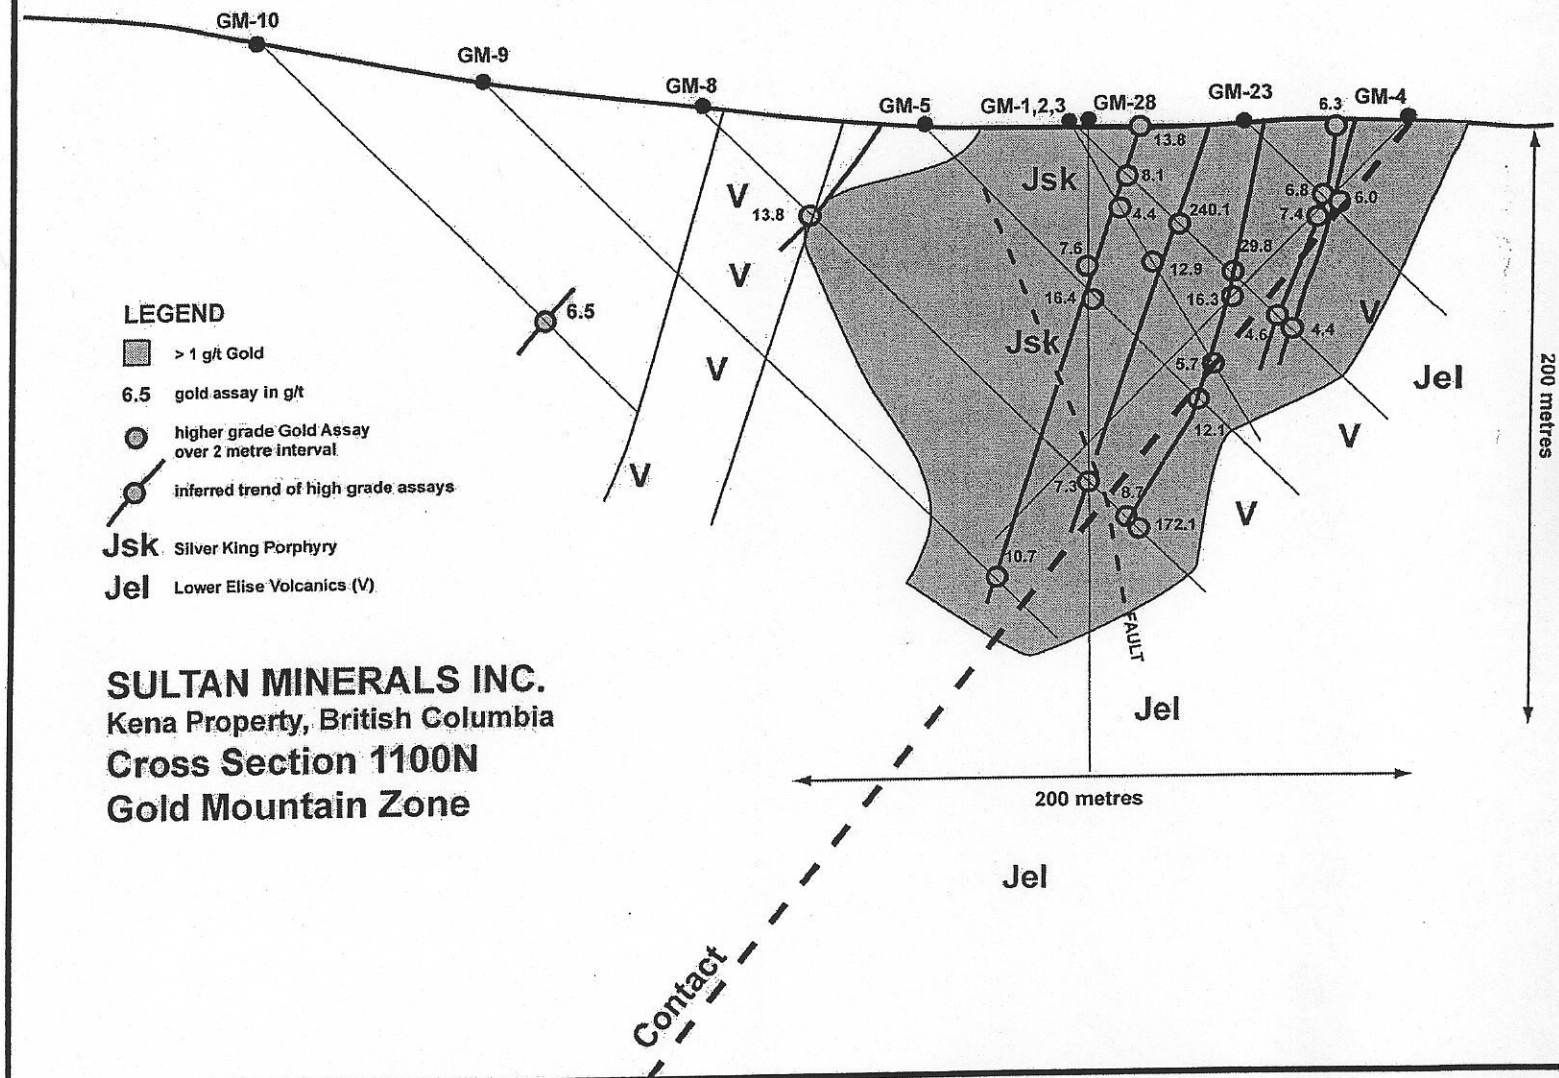 GM-10
GM-9
GM-8
GM-5
GM-1,2,3
GM-28
GM-23
6.3
GM-4
13.8
Jsk
8.1
V
13.8
4.4
240.1
6.8
6.0
7.4
7.6
29.8
V
12.9
16.4
16.3
V
6.5
Jsk
4.6
4.4
V
5.7
Jel
12.1
V
V
7.3
8.7
172.1
V
10.7
FAULT
200 metres
LEGEND
> 1 g/t Gold
6.5 gold assay in g/t
higher grade Gold Assay
over 2 metre interval
inferred trend of high grade assays
Jsk Silver King Porphyry
Jel Lower Elise Volcanics (V)
SULTAN MINERALS INC.
Kena Property, British Columbia
Cross Section 1100N
Gold Mountain Zone
Jel
200 metres
Jel
Contact